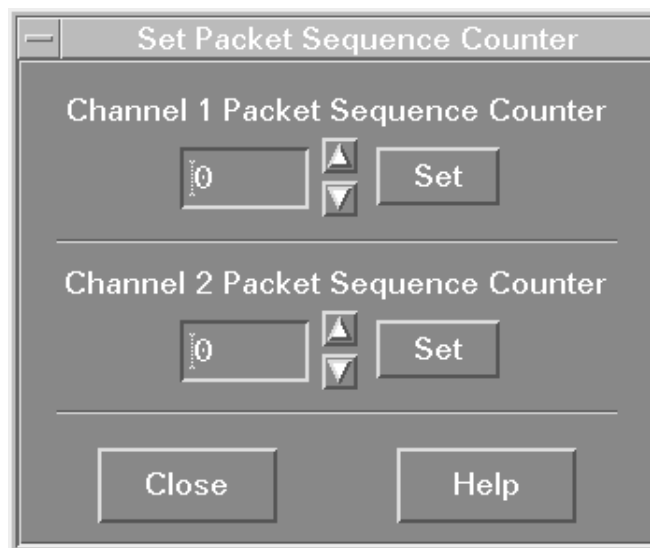 Set Packet Sequence Counter
Channel 1 Packet Sequence Counter
0 Set
Channel 2 Packet Sequence Counter
0 Set
Close Help